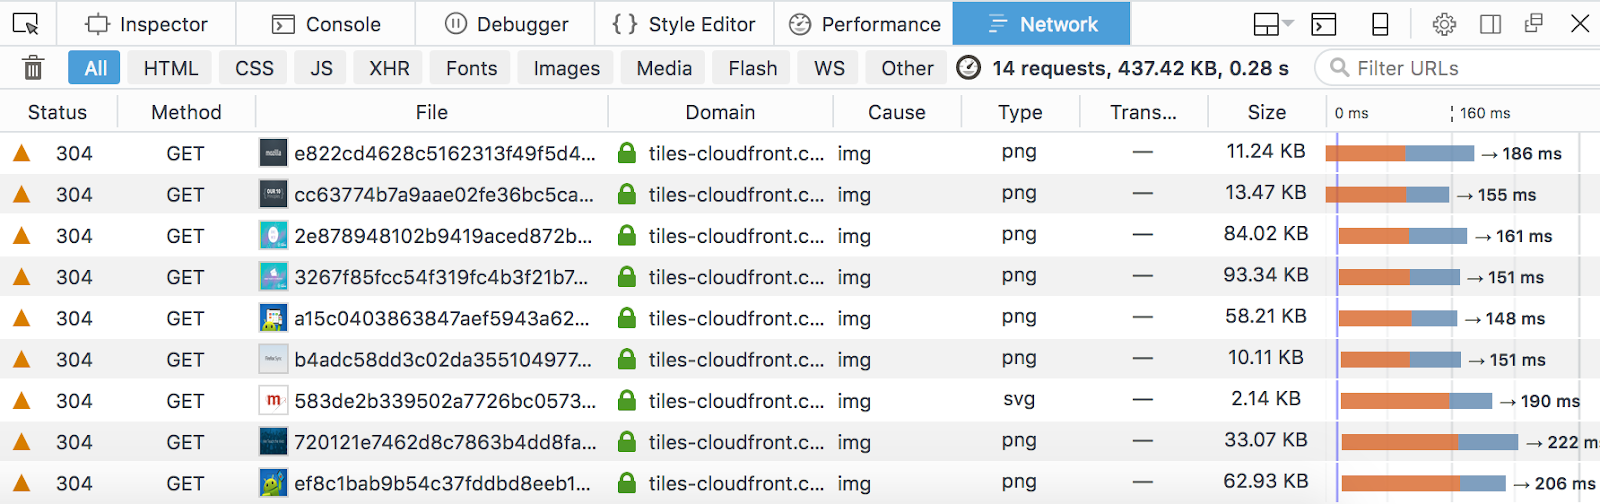 Inspector Console Debugger { } Style Editor Performance Network
All HTML CSS JS XHR Fonts Images Media Flash WS Other 14 requests, 437.42 KB, 0.28 s Filter URLs
Status Method File Domain Cause Type Trans... Size 0 ms 160 ms
304 GET mozilla e822cd4628c5162313f49f5d4... tiles-cloudfront.c... img png — 11.24 KB → 186 ms
304 GET cc63774b7a9aae02fe36bc5ca... tiles-cloudfront.c... img png — 13.47 KB → 155 ms
304 GET 2e878948102b9419aced872b... tiles-cloudfront.c... img png — 84.02 KB → 161 ms
304 GET 3267f85fcc54f319fc4b3f21b7... tiles-cloudfront.c... img png — 93.34 KB → 151 ms
304 GET a15c0403863847aef5943a62... tiles-cloudfront.c... img png — 58.21 KB → 148 ms
304 GET b4adc58dd3c02da355104977... tiles-cloudfront.c... img png — 10.11 KB → 151 ms
304 GET m 583de2b339502a7726bc0573... tiles-cloudfront.c... img svg — 2.14 KB → 190 ms
304 GET 720121e7462d8c7863b4dd8fa... tiles-cloudfront.c... img png — 33.07 KB → 222 m
304 GET ef8c1bab9b54c37fddbd8eeb1... tiles-cloudfront.c... img png — 62.93 KB → 206 ms